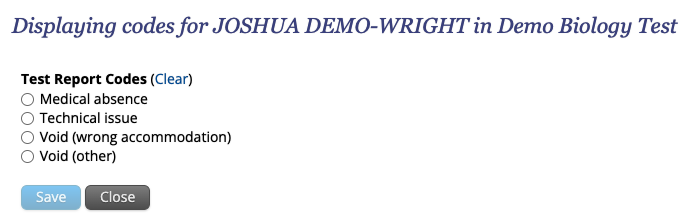 Displaying codes for JOSHUA DEMO-WRIGHT in Demo Biology Test
Test Report Codes (Clear)
Medical absence
Technical issue
Void (wrong accommodation)
Void (other)
Save Close